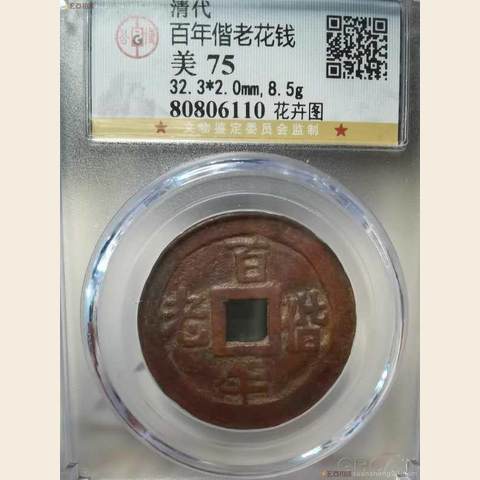 清代
百年偕老花钱
美 75
32.3*2.0mm,8.5g
80806110 花卉图
文物鉴定委员会监制
百
老 偕
年